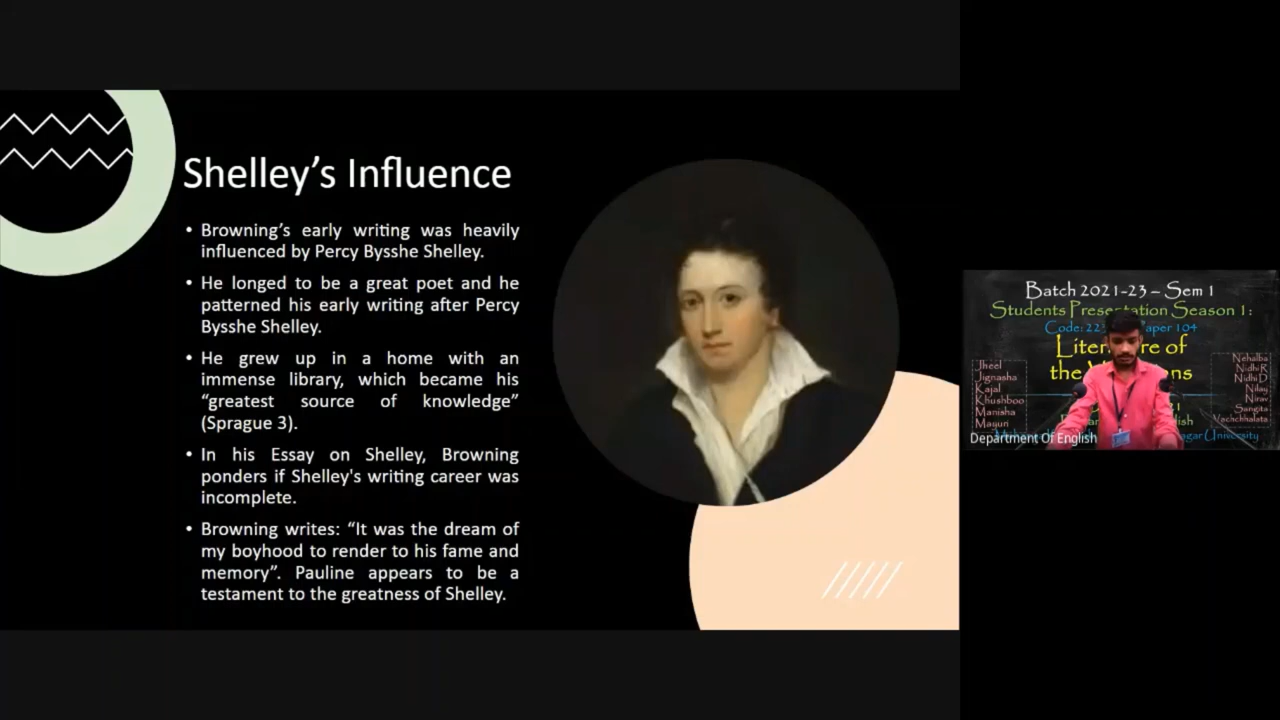 Shelley’s Influence
• Browning’s early writing was heavily
influenced by Percy Bysshe Shelley.
• He longed to be a great poet and he
patterned his early writing after Percy
Bysshe Shelley.
• He grew up in a home with an
immense library, which became his
“greatest source of knowledge”
(Sprague 3).
• In his Essay on Shelley, Browning
ponders if Shelley's writing career was
incomplete.
• Browning writes: “It was the dream of
my boyhood to render to his fame and
memory”. Pauline appears to be a
testament to the greatness of Shelley.
Batch 2021-23 – Sem 1
Students Presentation Season 1:
Code: 22 Paper 104
of
the
Jheel
Jignasha
Kajal
Khushboo
Manisha
Mayuri
Nehalba
Nidhi R
Nidhi D
Nilay
Nirav
Sangita
Vachchhalata
University
Department Of English